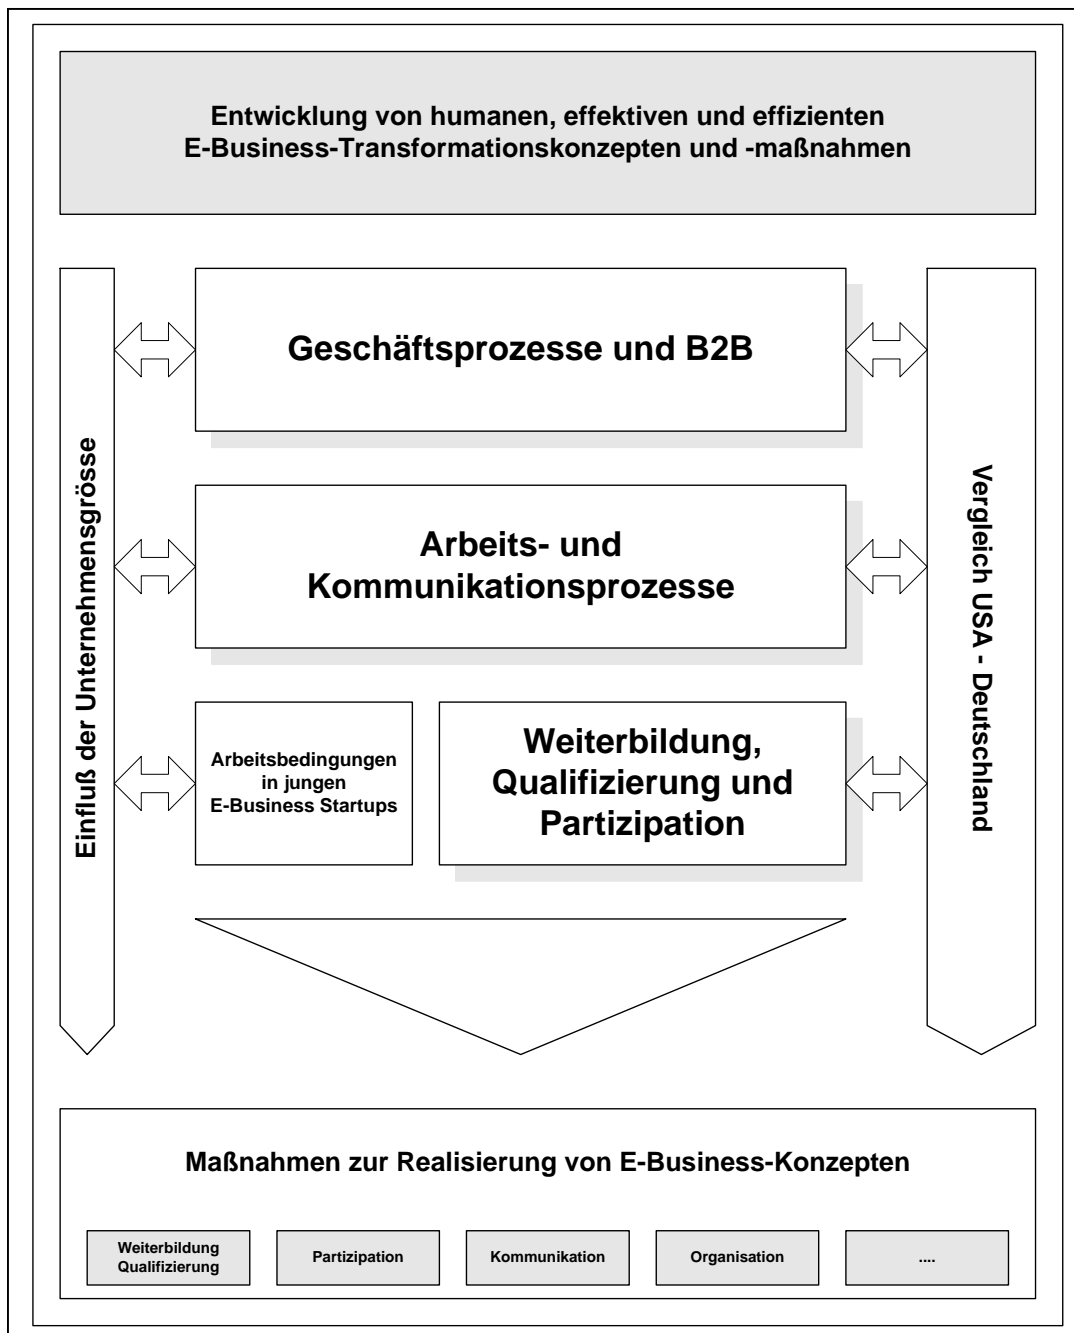 Entwicklung von humanen, effektiven und effizienten
E-Business-Transformationskonzepten und -maßnahmen
Geschäftsprozesse und B2B
Einfluß der Unternehmensgrösse
Vergleich USA - Deutschland
Arbeits- und
Kommunikationsprozesse
Arbeitsbedingungen
in jungen
E-Business Startups
Weiterbildung,
Qualifizierung und
Partizipation
Maßnahmen zur Realisierung von E-Business-Konzepten
Weiterbildung
Qualifizierung
Partizipation
Kommunikation
Organisation
....